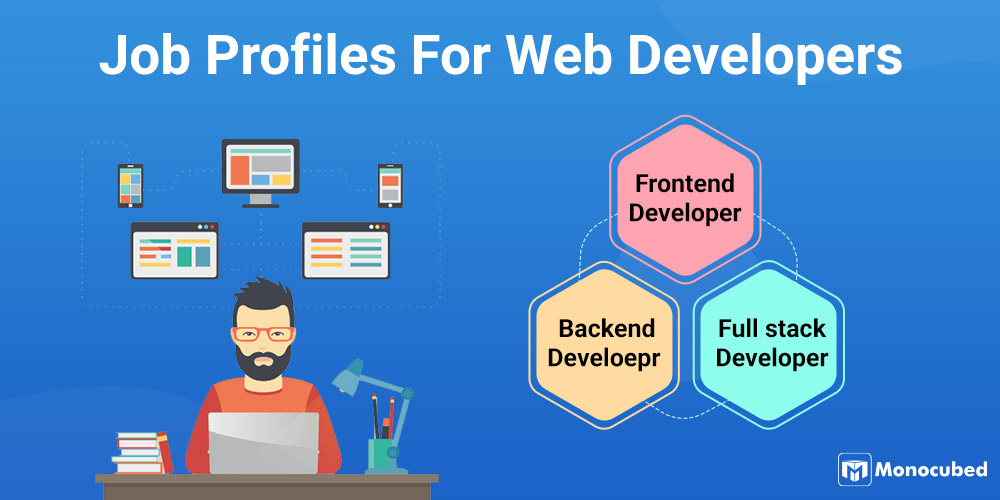 Job Profiles For Web Developers
Frontend
Developer
Backend
Develoepr
Full stack
Developer
Monocubed